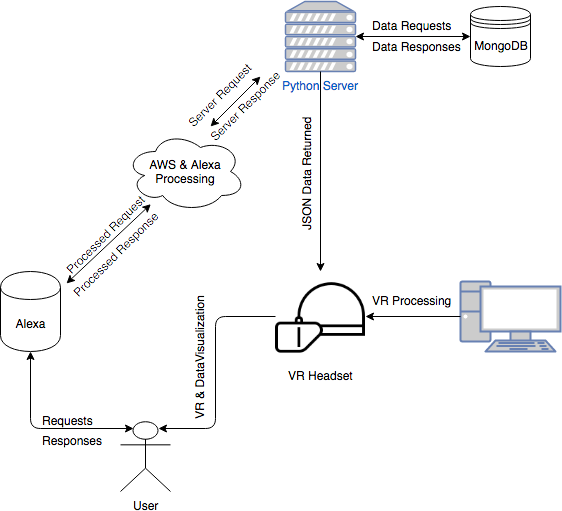 Data Requests
Data Responses
MongoDB
Python Server
Server Request
Server Response
AWS & Alexa
Processing
JSON Data Returned
Processed Request
Processed Response
Alexa
VR Processing
VR & DataVisualization
VR Headset
Requests
Responses
User